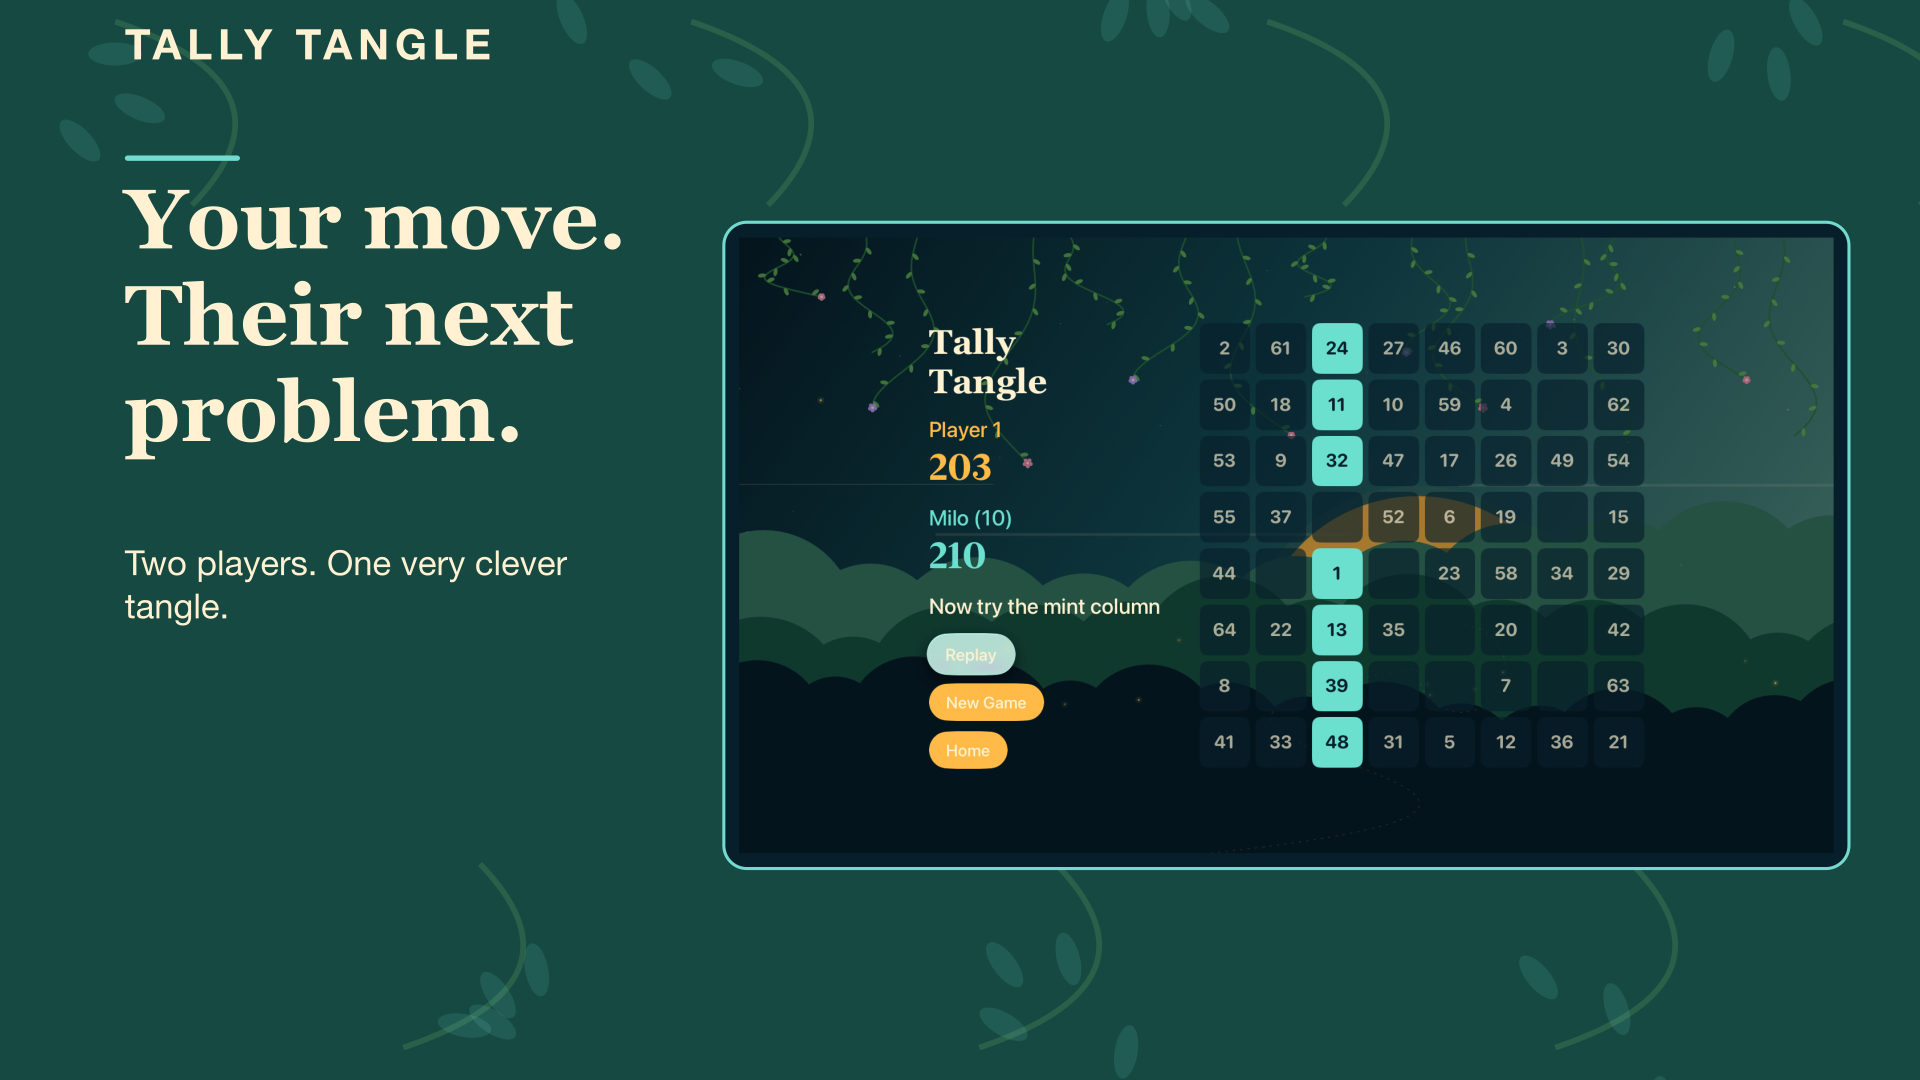 TALLY TANGLE
Your move.
Their next
problem.
Two players. One very clever
tangle.
Tally
Tangle
Player 1
203
Milo (10)
210
Now try the mint column
Replay
New Game
Home
2 61 24 27 46 60 3 30
50 18 11 10 59 4 62
53 9 32 47 17 26 49 54
55 37 52 6 19 15
44 1 23 58 34 29
64 22 13 35 20 42
8 39 7 63
41 33 48 31 5 12 36 21